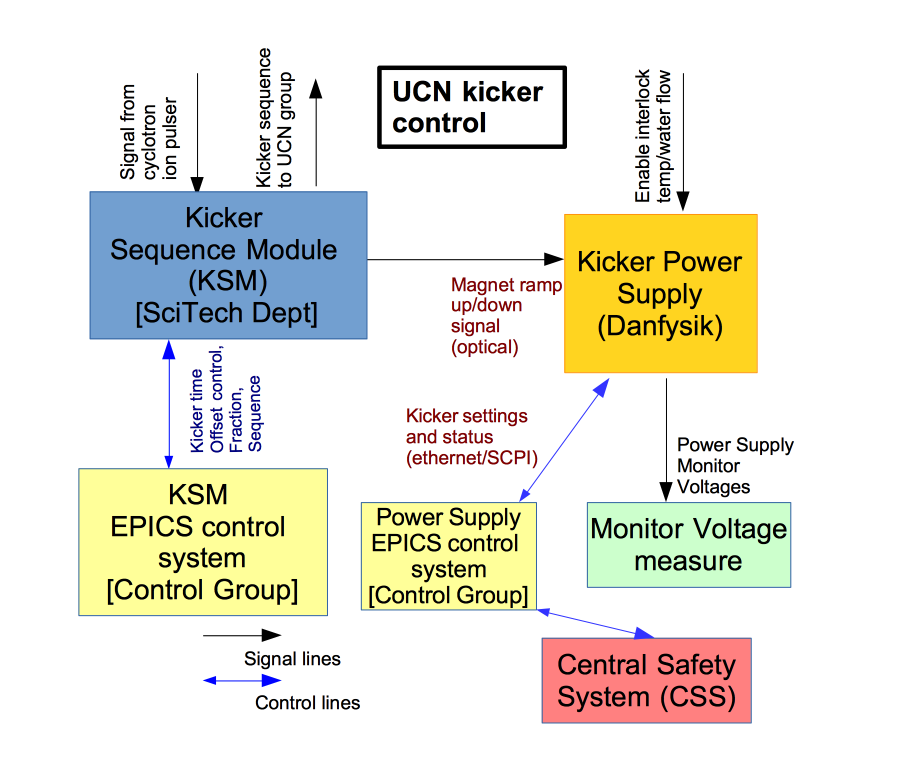 Signal from
cyclotron
ion pulser
Kicker sequence
to UCN group
UCN kicker
control
Enable interlock
temp/water flow
Kicker
Sequence Module
(KSM)
[SciTech Dept]
Magnet ramp
up/down
signal
(optical)
Kicker Power
Supply
(Danfysik)
Kicker time
Offset control,
Fraction,
Sequence
Kicker settings
and status
(ethernet/SCPI)
Power Supply
Monitor
Voltages
KSM
EPICS control
system
[Control Group]
Power Supply
EPICS control
system
[Control Group]
Monitor Voltage
measure
Signal lines
Control lines
Central Safety
System (CSS)